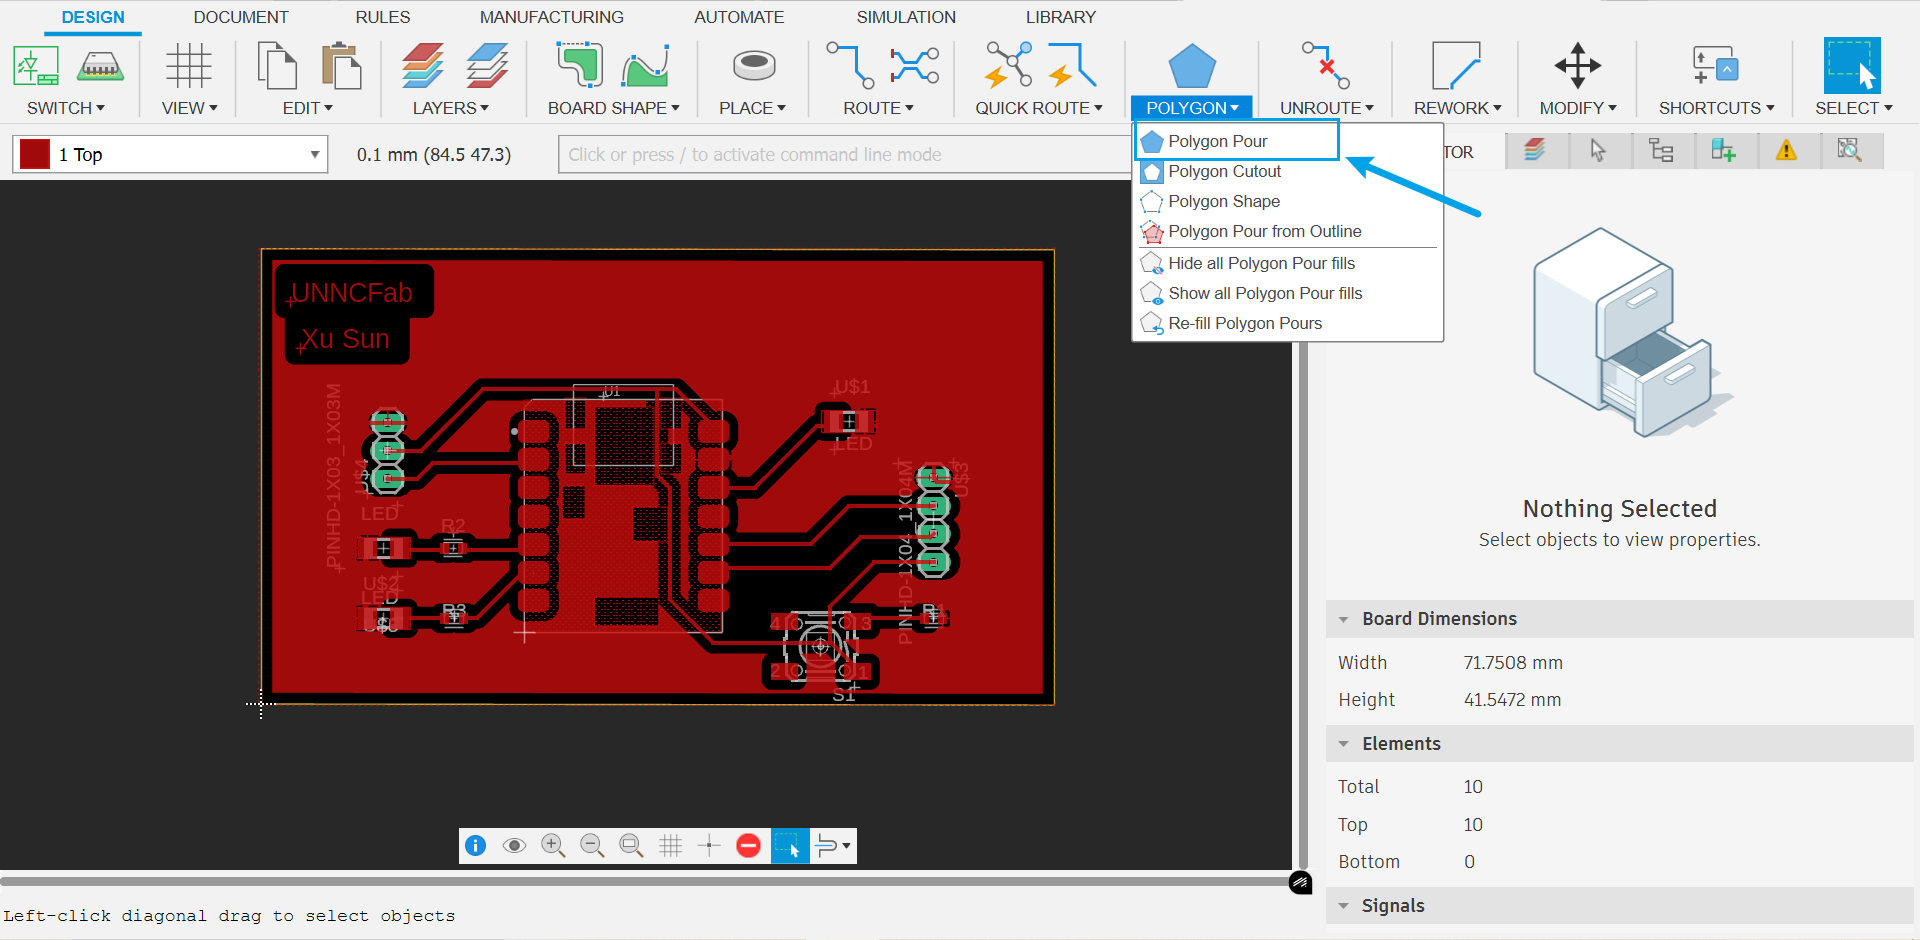 DESIGN DOCUMENT RULES MANUFACTURING AUTOMATE SIMULATION LIBRARY
SWITCH VIEW EDIT LAYERS BOARD SHAPE PLACE ROUTE QUICK ROUTE POLYGON UNROUTE REWORK MODIFY SHORTCUTS SELECT
1 Top 0.1 mm (84.5 47.3) Click or press / to activate command line mode
TOR
Polygon Pour
Polygon Cutout
Polygon Shape
Polygon Pour from Outline
Hide all Polygon Pour fills
Show all Polygon Pour fills
Re-fill Polygon Pours
UNNCFab
Xu Sun
U1
U$1
LED
PINHD-1X03_1X03M
U$4
LED
R2
U$2
LED
PINHD-1X04_1X04M
U$3
4 3
2 1
S1
Nothing Selected
Select objects to view properties.
Board Dimensions
Width 71.7508 mm
Height 41.5472 mm
Elements
Total 10
Top 10
Bottom 0
Signals
Left-click diagonal drag to select objects